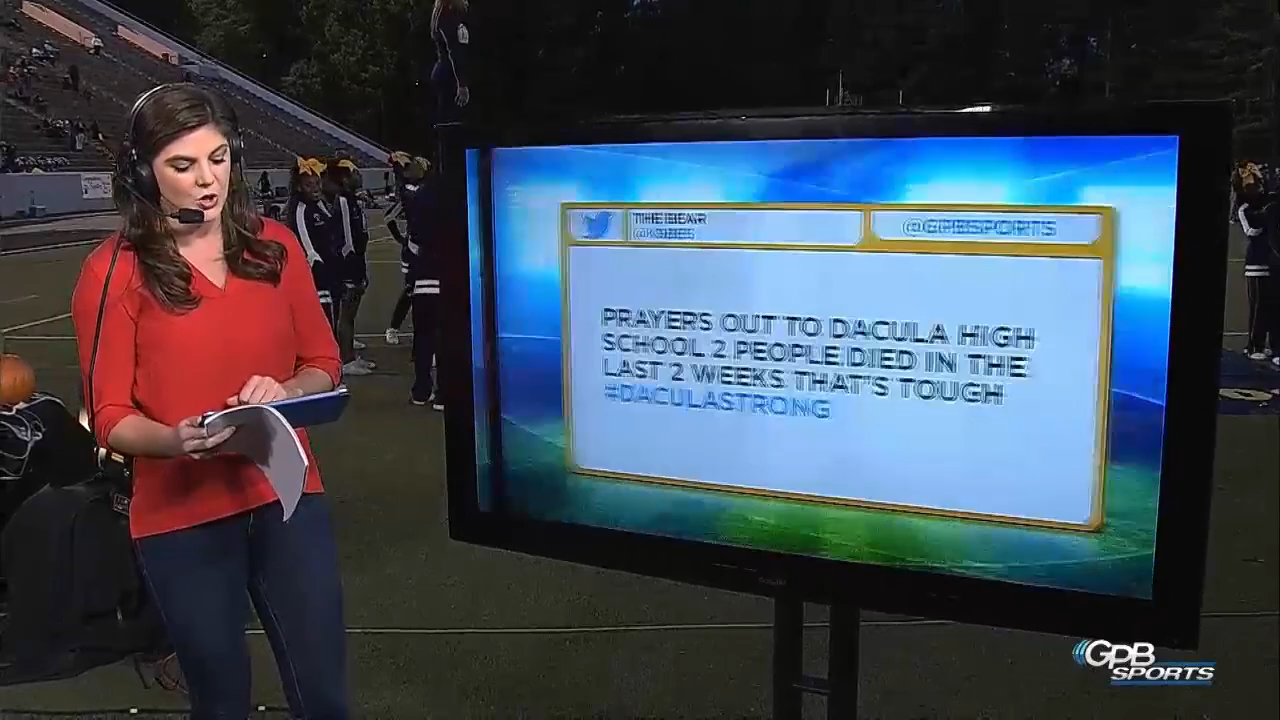 THE BEAR
@GPBSPORTS
PRAYERS OUT TO DACULA HIGH
SCHOOL 2 PEOPLE DIED IN THE
LAST 2 WEEKS THAT'S TOUGH
#DACULASTRONG
GPB
SPORTS